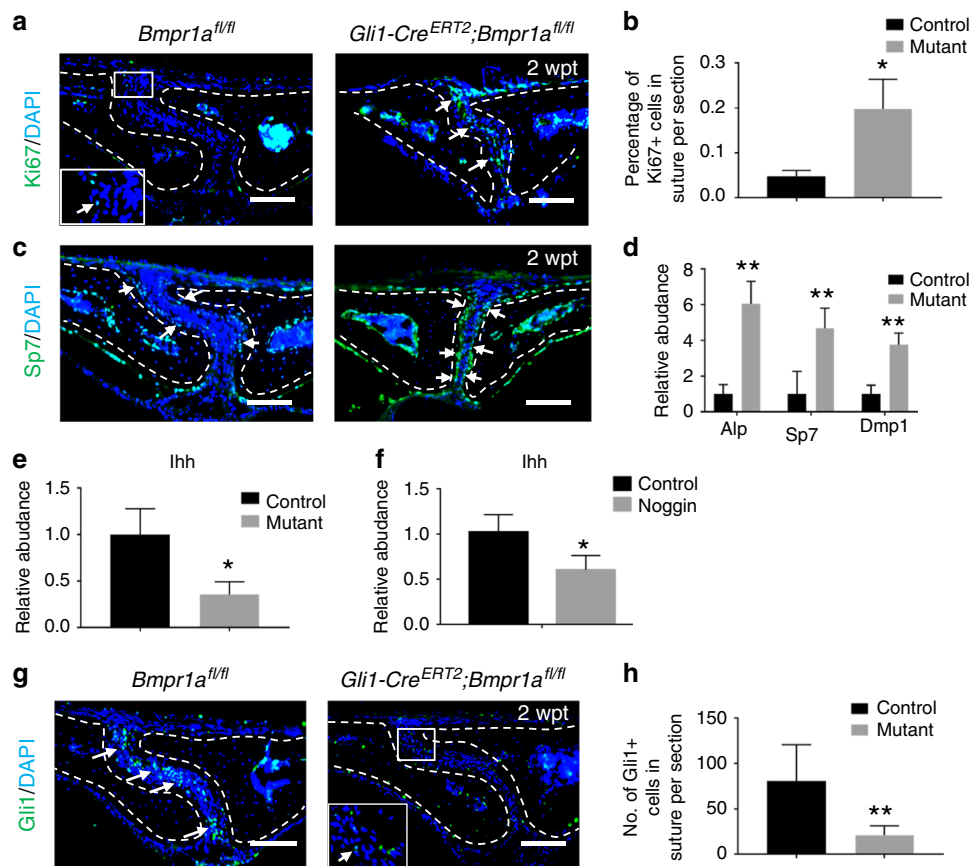 a
Bmpr1a^fl/fl
Gli1-Cre^ERT2;Bmpr1a^fl/fl
Ki67/DAPI
2 wpt
b
Control
Mutant
Percentage of
Ki67+ cells in
suture per section
0.3
0.2
0.1
0.0
*
c
Sp7/DAPI
2 wpt
d
Control
Mutant
Relative abudance
8
6
4
2
0
**
**
**
Alp
Sp7
Dmp1
e
Ihh
Control
Mutant
Relative abudance
1.5
1.0
0.5
0.0
*
f
Ihh
Control
Noggin
Relative abudance
1.5
1.0
0.5
0.0
*
g
Bmpr1a^fl/fl
Gli1-Cre^ERT2;Bmpr1a^fl/fl
Gli1/DAPI
2 wpt
h
Control
Mutant
No. of Gli1+
cells in
suture per section
150
100
50
0
**